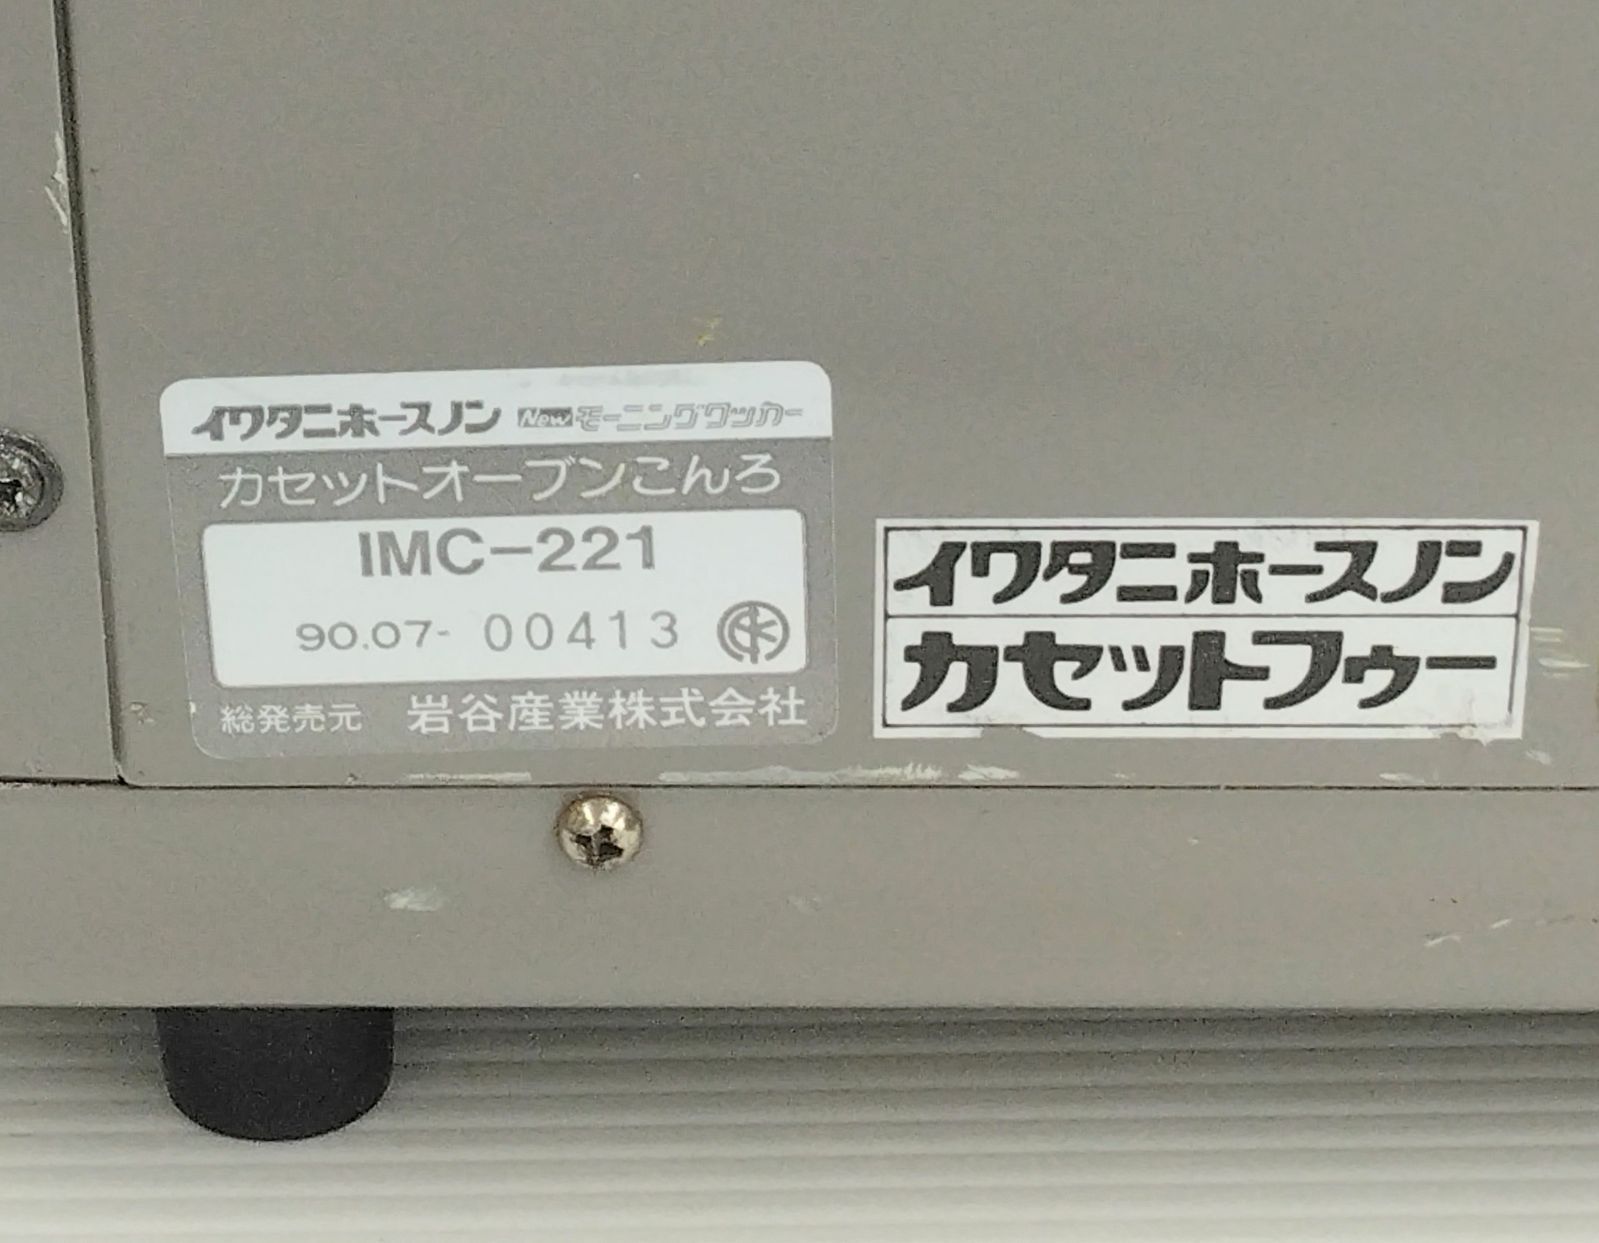 イワタニホースノン Newモーニングクッカー
カセットオーブンこんろ
IMC-221
90.07- 00413
総発売元 岩谷産業株式会社
イワタニホースノン
カセットフゥー